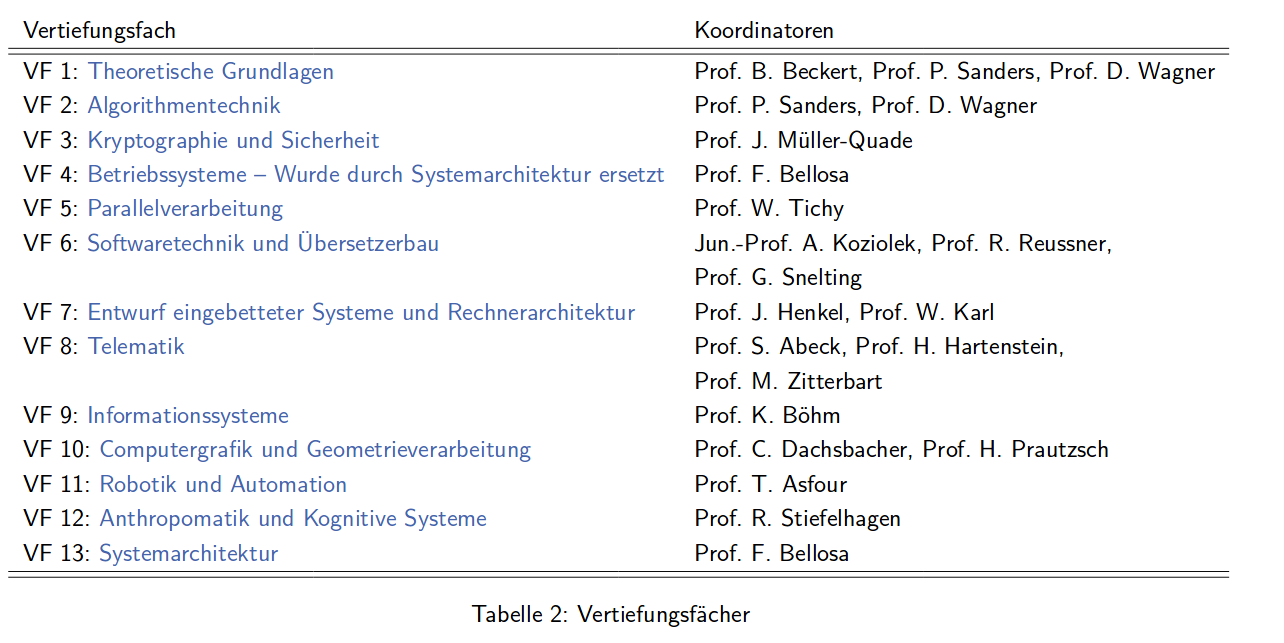 Vertiefungsfach Koordinatoren
VF 1: Theoretische Grundlagen Prof. B. Beckert, Prof. P. Sanders, Prof. D. Wagner
VF 2: Algorithmentechnik Prof. P. Sanders, Prof. D. Wagner
VF 3: Kryptographie und Sicherheit Prof. J. Müller-Quade
VF 4: Betriebssysteme – Wurde durch Systemarchitektur ersetzt Prof. F. Bellosa
VF 5: Parallelverarbeitung Prof. W. Tichy
VF 6: Softwaretechnik und Übersetzerbau Jun.-Prof. A. Koziolek, Prof. R. Reussner,
Prof. G. Snelting
VF 7: Entwurf eingebetteter Systeme und Rechnerarchitektur Prof. J. Henkel, Prof. W. Karl
VF 8: Telematik Prof. S. Abeck, Prof. H. Hartenstein,
Prof. M. Zitterbart
VF 9: Informationssysteme Prof. K. Böhm
VF 10: Computergrafik und Geometrieverarbeitung Prof. C. Dachsbacher, Prof. H. Prautzsch
VF 11: Robotik und Automation Prof. T. Asfour
VF 12: Anthropomatik und Kognitive Systeme Prof. R. Stiefelhagen
VF 13: Systemarchitektur Prof. F. Bellosa
Tabelle 2: Vertiefungsfächer